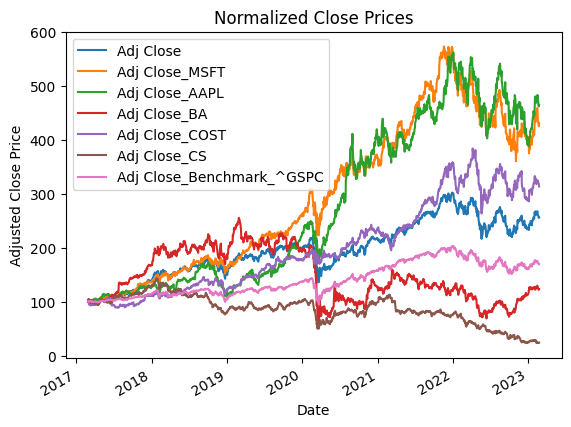 Normalized Close Prices
Adj Close
Adj Close_MSFT
Adj Close_AAPL
Adj Close_BA
Adj Close_COST
Adj Close_CS
Adj Close_Benchmark_^GSPC
Adjusted Close Price
600
500
400
300
200
100
0
2017
2018
2019
2020
2021
2022
2023
Date